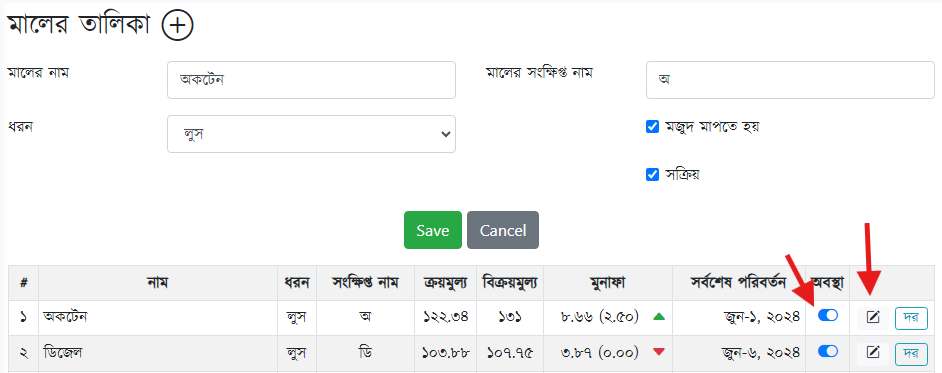 মালের তালিকা
মালের নাম অকটেন মালের সংক্ষিপ্ত নাম অ
ধরন লুস মজুদ মাপতে হয়
সক্রিয়
Save Cancel
# নাম ধরন সংক্ষিপ্ত নাম ক্রয়মুল্য বিক্রয়মুল্য মুনাফা সর্বশেষ পরিবর্তন অবস্থা
১ অকটেন লুস অ ১২২.৩৪ ১৩১ ৮.৬৬ (২.৫০) জুন-১, ২০২৪ দর
২ ডিজেল লুস ডি ১০৩.৮৮ ১০৭.৭৫ ৩.৮৭ (০.০০) জুন-৬, ২০২৪ দর